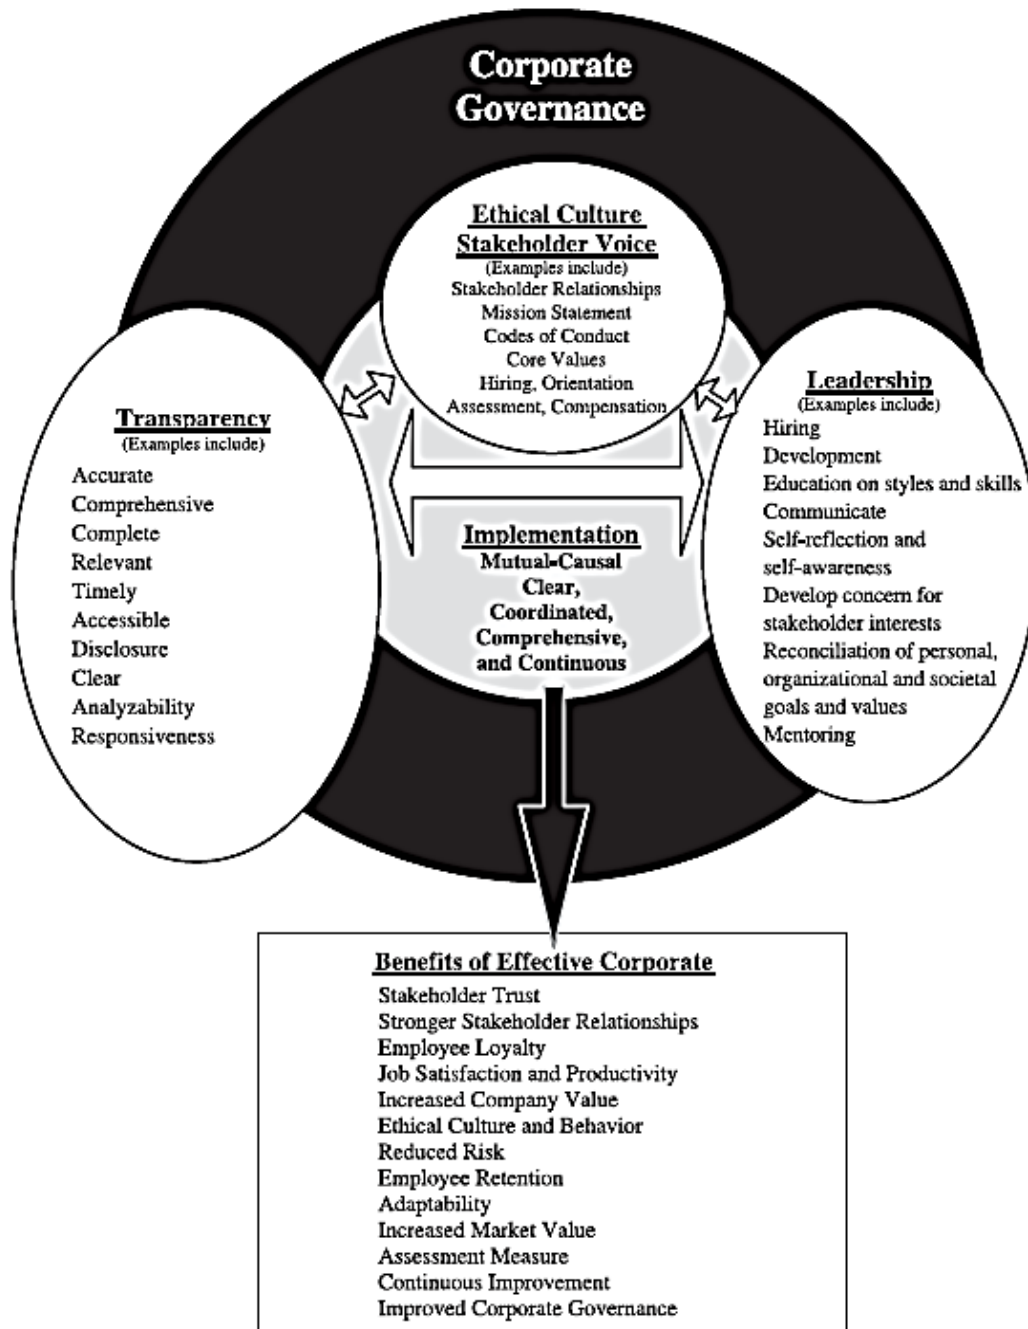 Corporate
Governance
Ethical Culture
Stakeholder Voice
(Examples include)
Stakeholder Relationships
Mission Statement
Codes of Conduct
Core Values
Hiring, Orientation
Assessment, Compensation
Transparency
(Examples include)
Accurate
Comprehensive
Complete
Relevant
Timely
Accessible
Disclosure
Clear
Analyzability
Responsiveness
Leadership
(Examples include)
Hiring
Development
Education on styles and skills
Communicate
Self-reflection and
self-awareness
Develop concern for
stakeholder interests
Reconciliation of personal,
organizational and societal
goals and values
Mentoring
Implementation
Mutual-Causal
Clear,
Coordinated,
Comprehensive,
and Continuous
Benefits of Effective Corporate
Stakeholder Trust
Stronger Stakeholder Relationships
Employee Loyalty
Job Satisfaction and Productivity
Increased Company Value
Ethical Culture and Behavior
Reduced Risk
Employee Retention
Adaptability
Increased Market Value
Assessment Measure
Continuous Improvement
Improved Corporate Governance